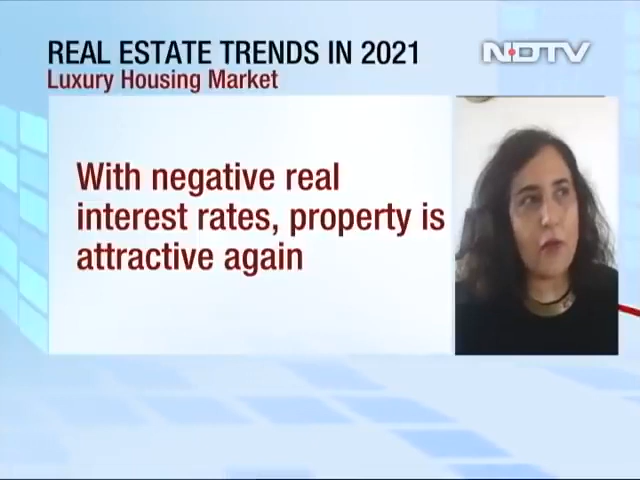 REAL ESTATE TRENDS IN 2021
NDTV
Luxury Housing Market
With negative real
interest rates, property is
attractive again